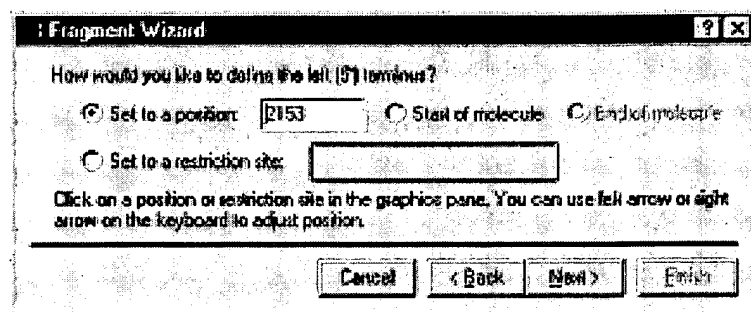 : Fragment Wizard
How would you like to define the left (5') terminus?
Set to a position: 2153 Start of molecule End of molecule
Set to a restriction site:
Click on a position or restriction site in the graphics pane. You can use left arrow or right
arrow on the keyboard to adjust position.
Cancel < Back Next > Finish